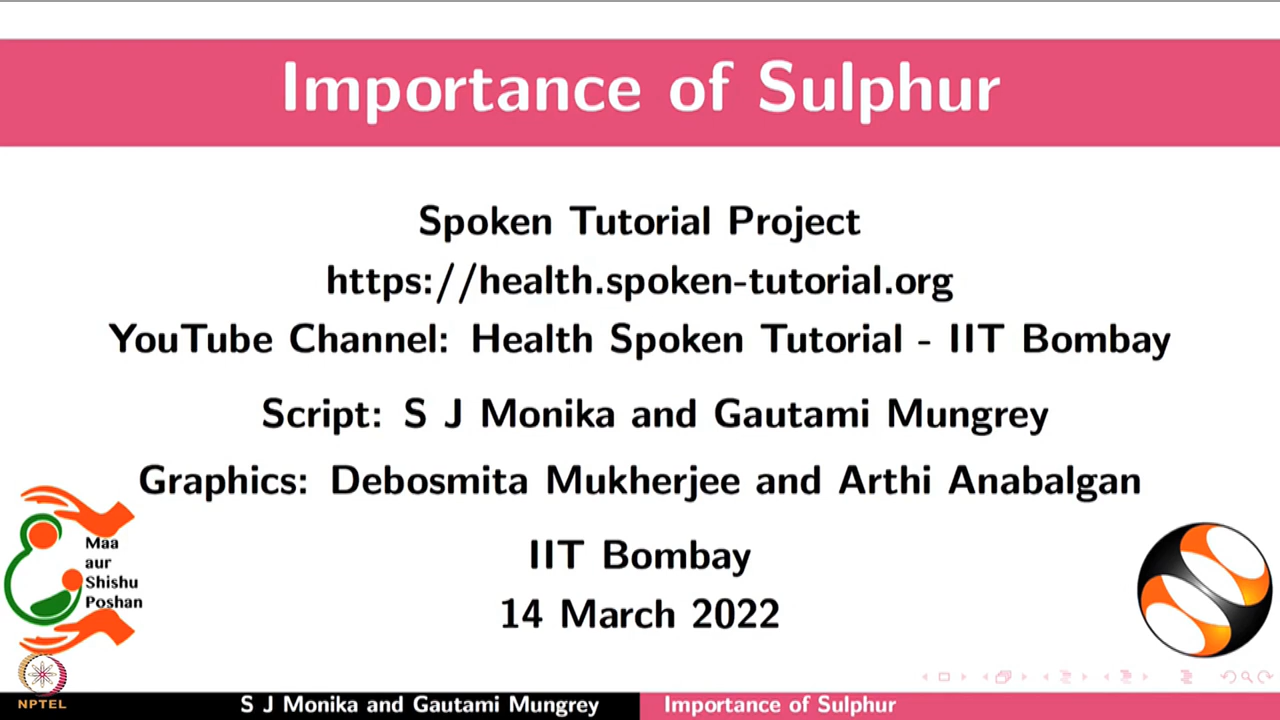 Importance of Sulphur
Spoken Tutorial Project
https://health.spoken-tutorial.org
YouTube Channel: Health Spoken Tutorial - IIT Bombay
Script: S J Monika and Gautami Mungrey
Graphics: Debosmita Mukherjee and Arthi Anabalgan
Maa
aur
Shishu
Poshan
IIT Bombay
14 March 2022
NPTEL
S J Monika and Gautami Mungrey
Importance of Sulphur